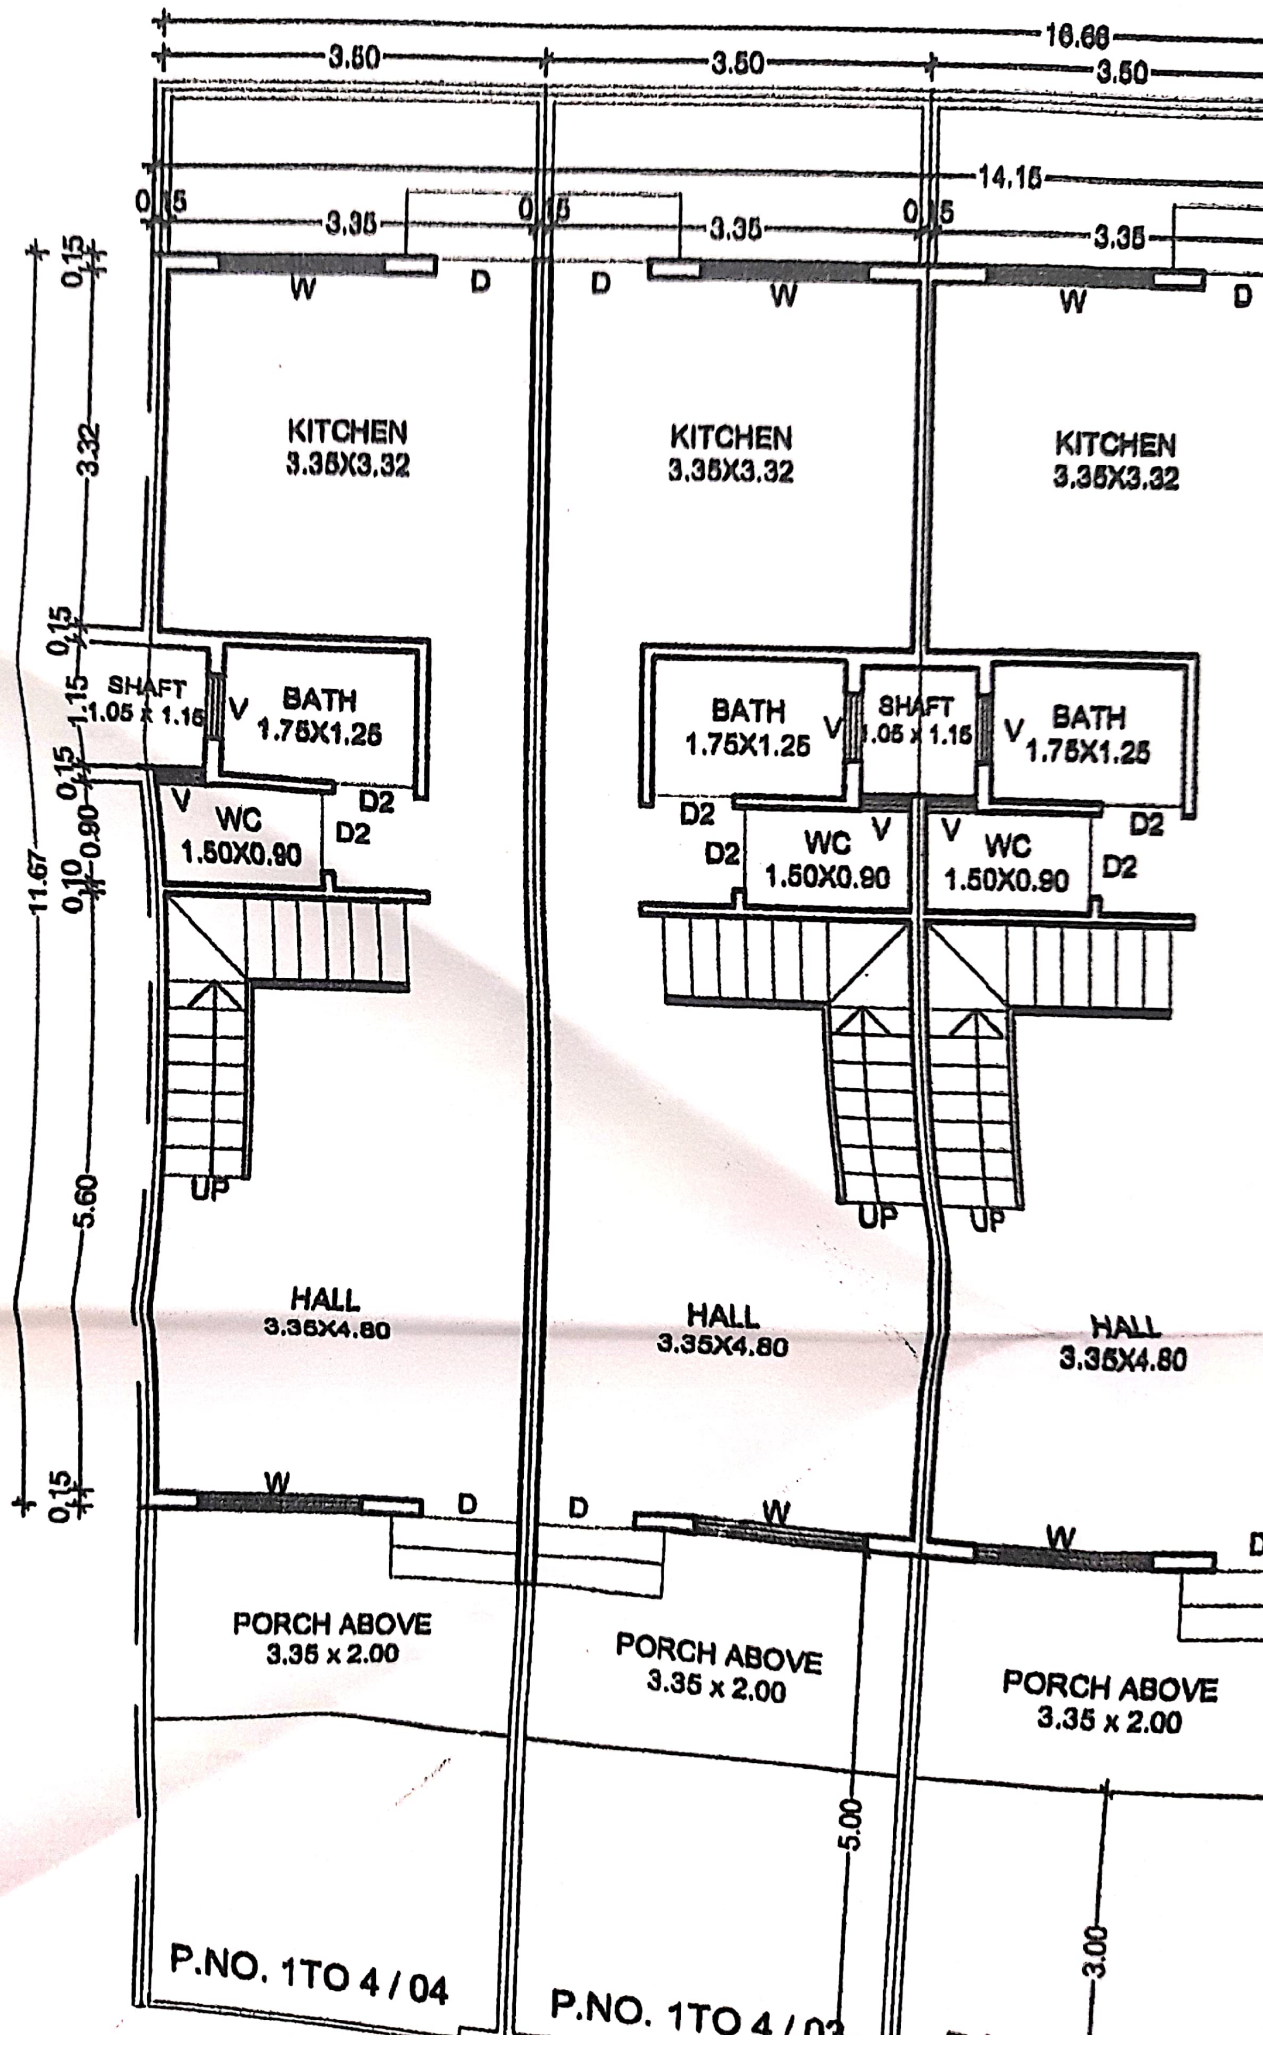 16.66
3.50 3.50 3.50
14.15
0.15 3.35 0.15 3.35 0.15 3.35
0.15
W D D W W D
3.32
KITCHEN
3.35X3.32
KITCHEN
3.35X3.32
KITCHEN
3.35X3.32
0.15
1.15
SHAFT
1.05 x 1.15
V
BATH
1.75X1.25
BATH
1.75X1.25
V
SHAFT
1.05 x 1.15
V
BATH
1.75X1.25
0.15
V
D2
D2
D2
D2
V V
D2
D2
0.90
WC
1.50X0.90
WC
1.50X0.90
WC
1.50X0.90
0.10
11.67
5.60
UP
UP
UP
HALL
3.35X4.80
HALL
3.35X4.80
HALL
3.35X4.80
0.15
W D D W W
PORCH ABOVE
3.35 x 2.00
PORCH ABOVE
3.35 x 2.00
PORCH ABOVE
3.35 x 2.00
5.00
3.00
P.NO. 1TO 4 / 04
P.NO. 1TO 4 /